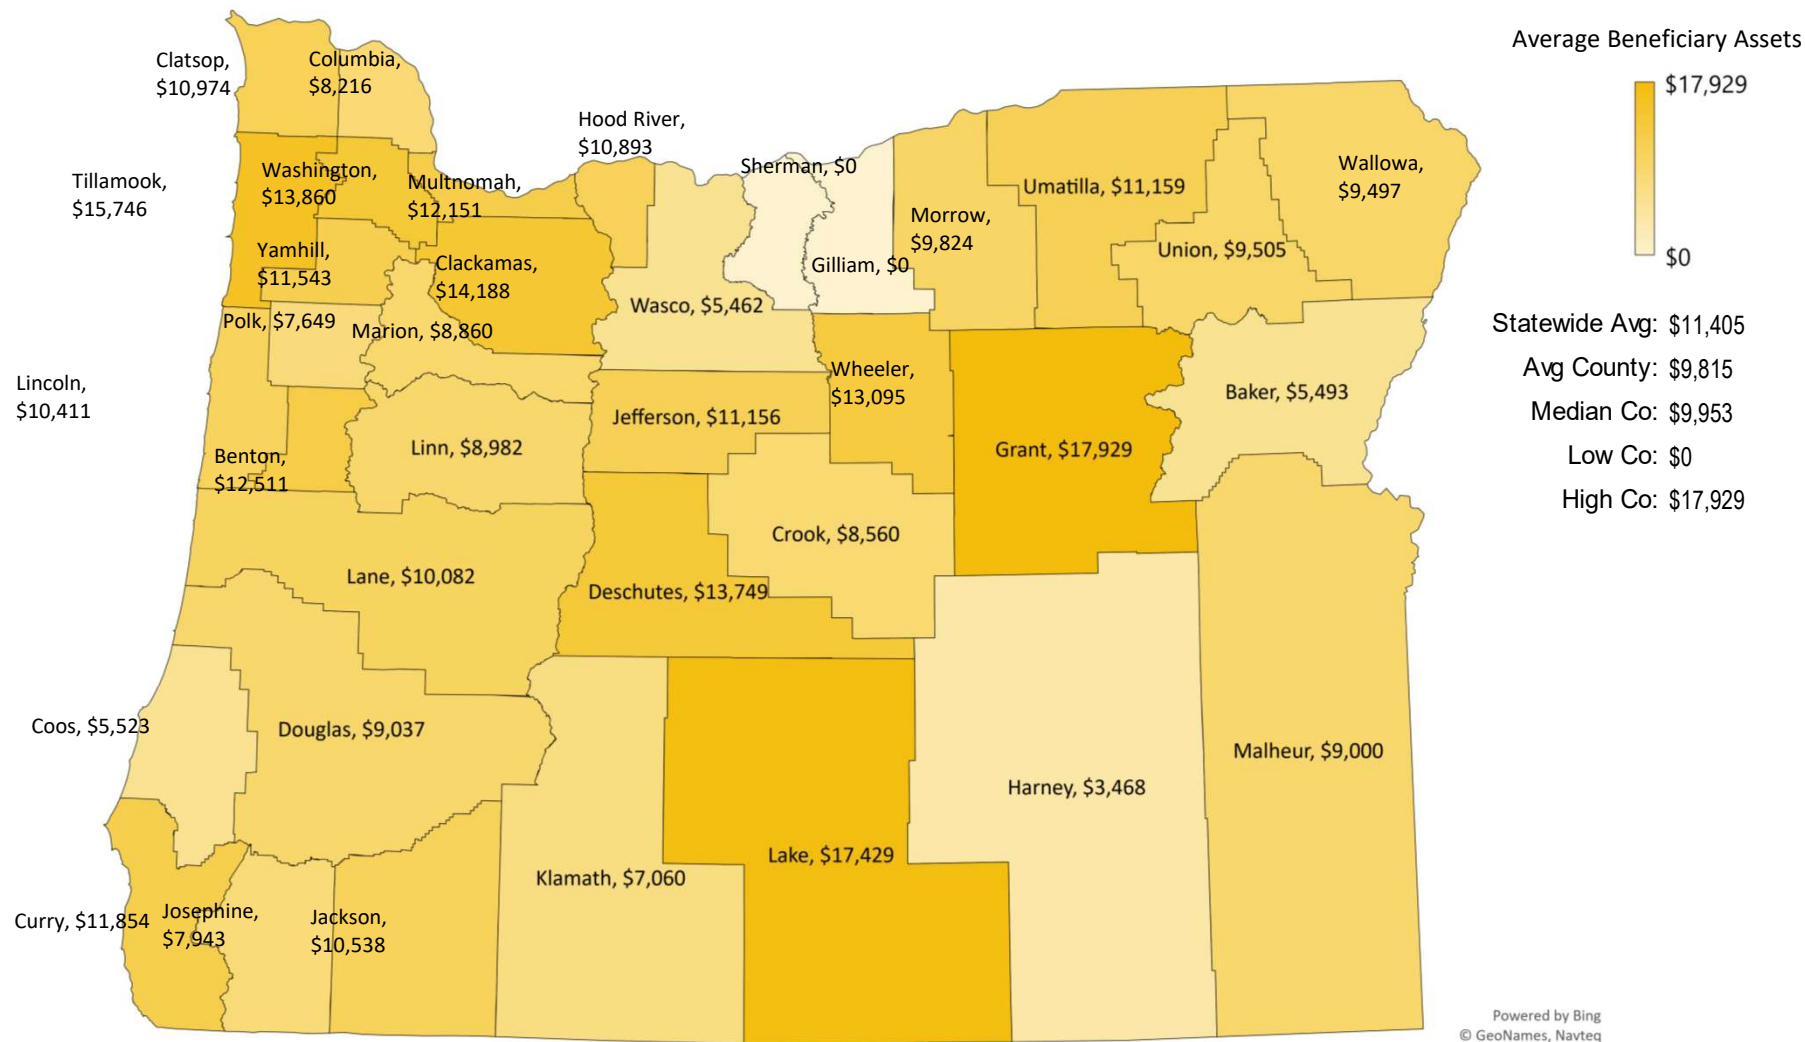 Clatsop,
$10,974
Columbia,
$8,216
Hood River,
$10,893
Sherman, $0
Tillamook,
$15,746
Washington,
$13,860
Multnomah,
$12,151
Umatilla, $11,159
Wallowa,
$9,497
Morrow,
$9,824
Union, $9,505
Yamhill,
$11,543
Clackamas,
$14,188
Gilliam, $0
Wasco, $5,462
Polk, $7,649
Marion, $8,860
Lincoln,
$10,411
Wheeler,
$13,095
Baker, $5,493
Jefferson, $11,156
Linn, $8,982
Grant, $17,929
Benton,
$12,511
Crook, $8,560
Lane, $10,082
Deschutes, $13,749
Coos, $5,523
Douglas, $9,037
Malheur, $9,000
Harney, $3,468
Lake, $17,429
Klamath, $7,060
Curry, $11,854
Josephine,
$7,943
Jackson,
$10,538
Average Beneficiary Assets
$17,929
$0
Statewide Avg: $11,405
Avg County: $9,815
Median Co: $9,953
Low Co: $0
High Co: $17,929
Powered by Bing
© GeoNames, Navteq